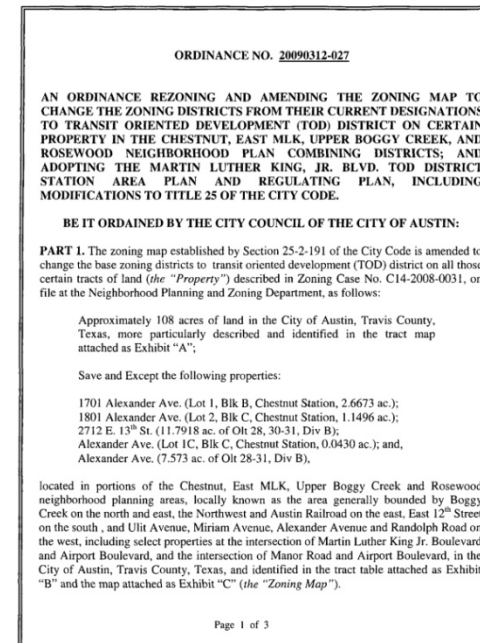 ORDINANCE NO. 20090312-027
AN ORDINANCE REZONING AND AMENDING THE ZONING MAP TO
CHANGE THE ZONING DISTRICTS FROM THEIR CURRENT DESIGNATIONS
TO TRANSIT ORIENTED DEVELOPMENT (TOD) DISTRICT ON CERTAIN
PROPERTY IN THE CHESTNUT, EAST MLK, UPPER BOGGY CREEK, AND
ROSEWOOD NEIGHBORHOOD PLAN COMBINING DISTRICTS; AND
ADOPTING THE MARTIN LUTHER KING, JR. BLVD. TOD DISTRICT
STATION AREA PLAN AND REGULATING PLAN, INCLUDING
MODIFICATIONS TO TITLE 25 OF THE CITY CODE.
BE IT ORDAINED BY THE CITY COUNCIL OF THE CITY OF AUSTIN:
PART 1. The zoning map established by Section 25-2-191 of the City Code is amended to
change the base zoning districts to transit oriented development (TOD) district on all those
certain tracts of land (the "Property") described in Zoning Case No. C14-2008-0031, on
file at the Neighborhood Planning and Zoning Department, as follows:
Approximately 108 acres of land in the City of Austin, Travis County,
Texas, more particularly described and identified in the tract map
attached as Exhibit "A";
Save and Except the following properties:
1701 Alexander Ave. (Lot 1, Blk B, Chestnut Station, 2.6673 ac.);
1801 Alexander Ave. (Lot 2, Blk C, Chestnut Station, 1.1496 ac.);
2712 E. 13th St. (11.7918 ac. of Olt 28, 30-31, Div B);
Alexander Ave. (Lot 1C, Blk C, Chestnut Station, 0.0430 ac.); and,
Alexander Ave. (7.573 ac. of Olt 28-31, Div B),
located in portions of the Chestnut, East MLK, Upper Boggy Creek and Rosewood
neighborhood planning areas, locally known as the area generally bounded by Boggy
Creek on the north and east, the Northwest and Austin Railroad on the east, East 12th Street
on the south , and Ulit Avenue, Miriam Avenue, Alexander Avenue and Randolph Road on
the west, including select properties at the intersection of Martin Luther King Jr. Boulevard
and Airport Boulevard, and the intersection of Manor Road and Airport Boulevard, in the
City of Austin, Travis County, Texas, and identified in the tract table attached as Exhibit
"B" and the map attached as Exhibit "C" (the "Zoning Map").
Page 1 of 3